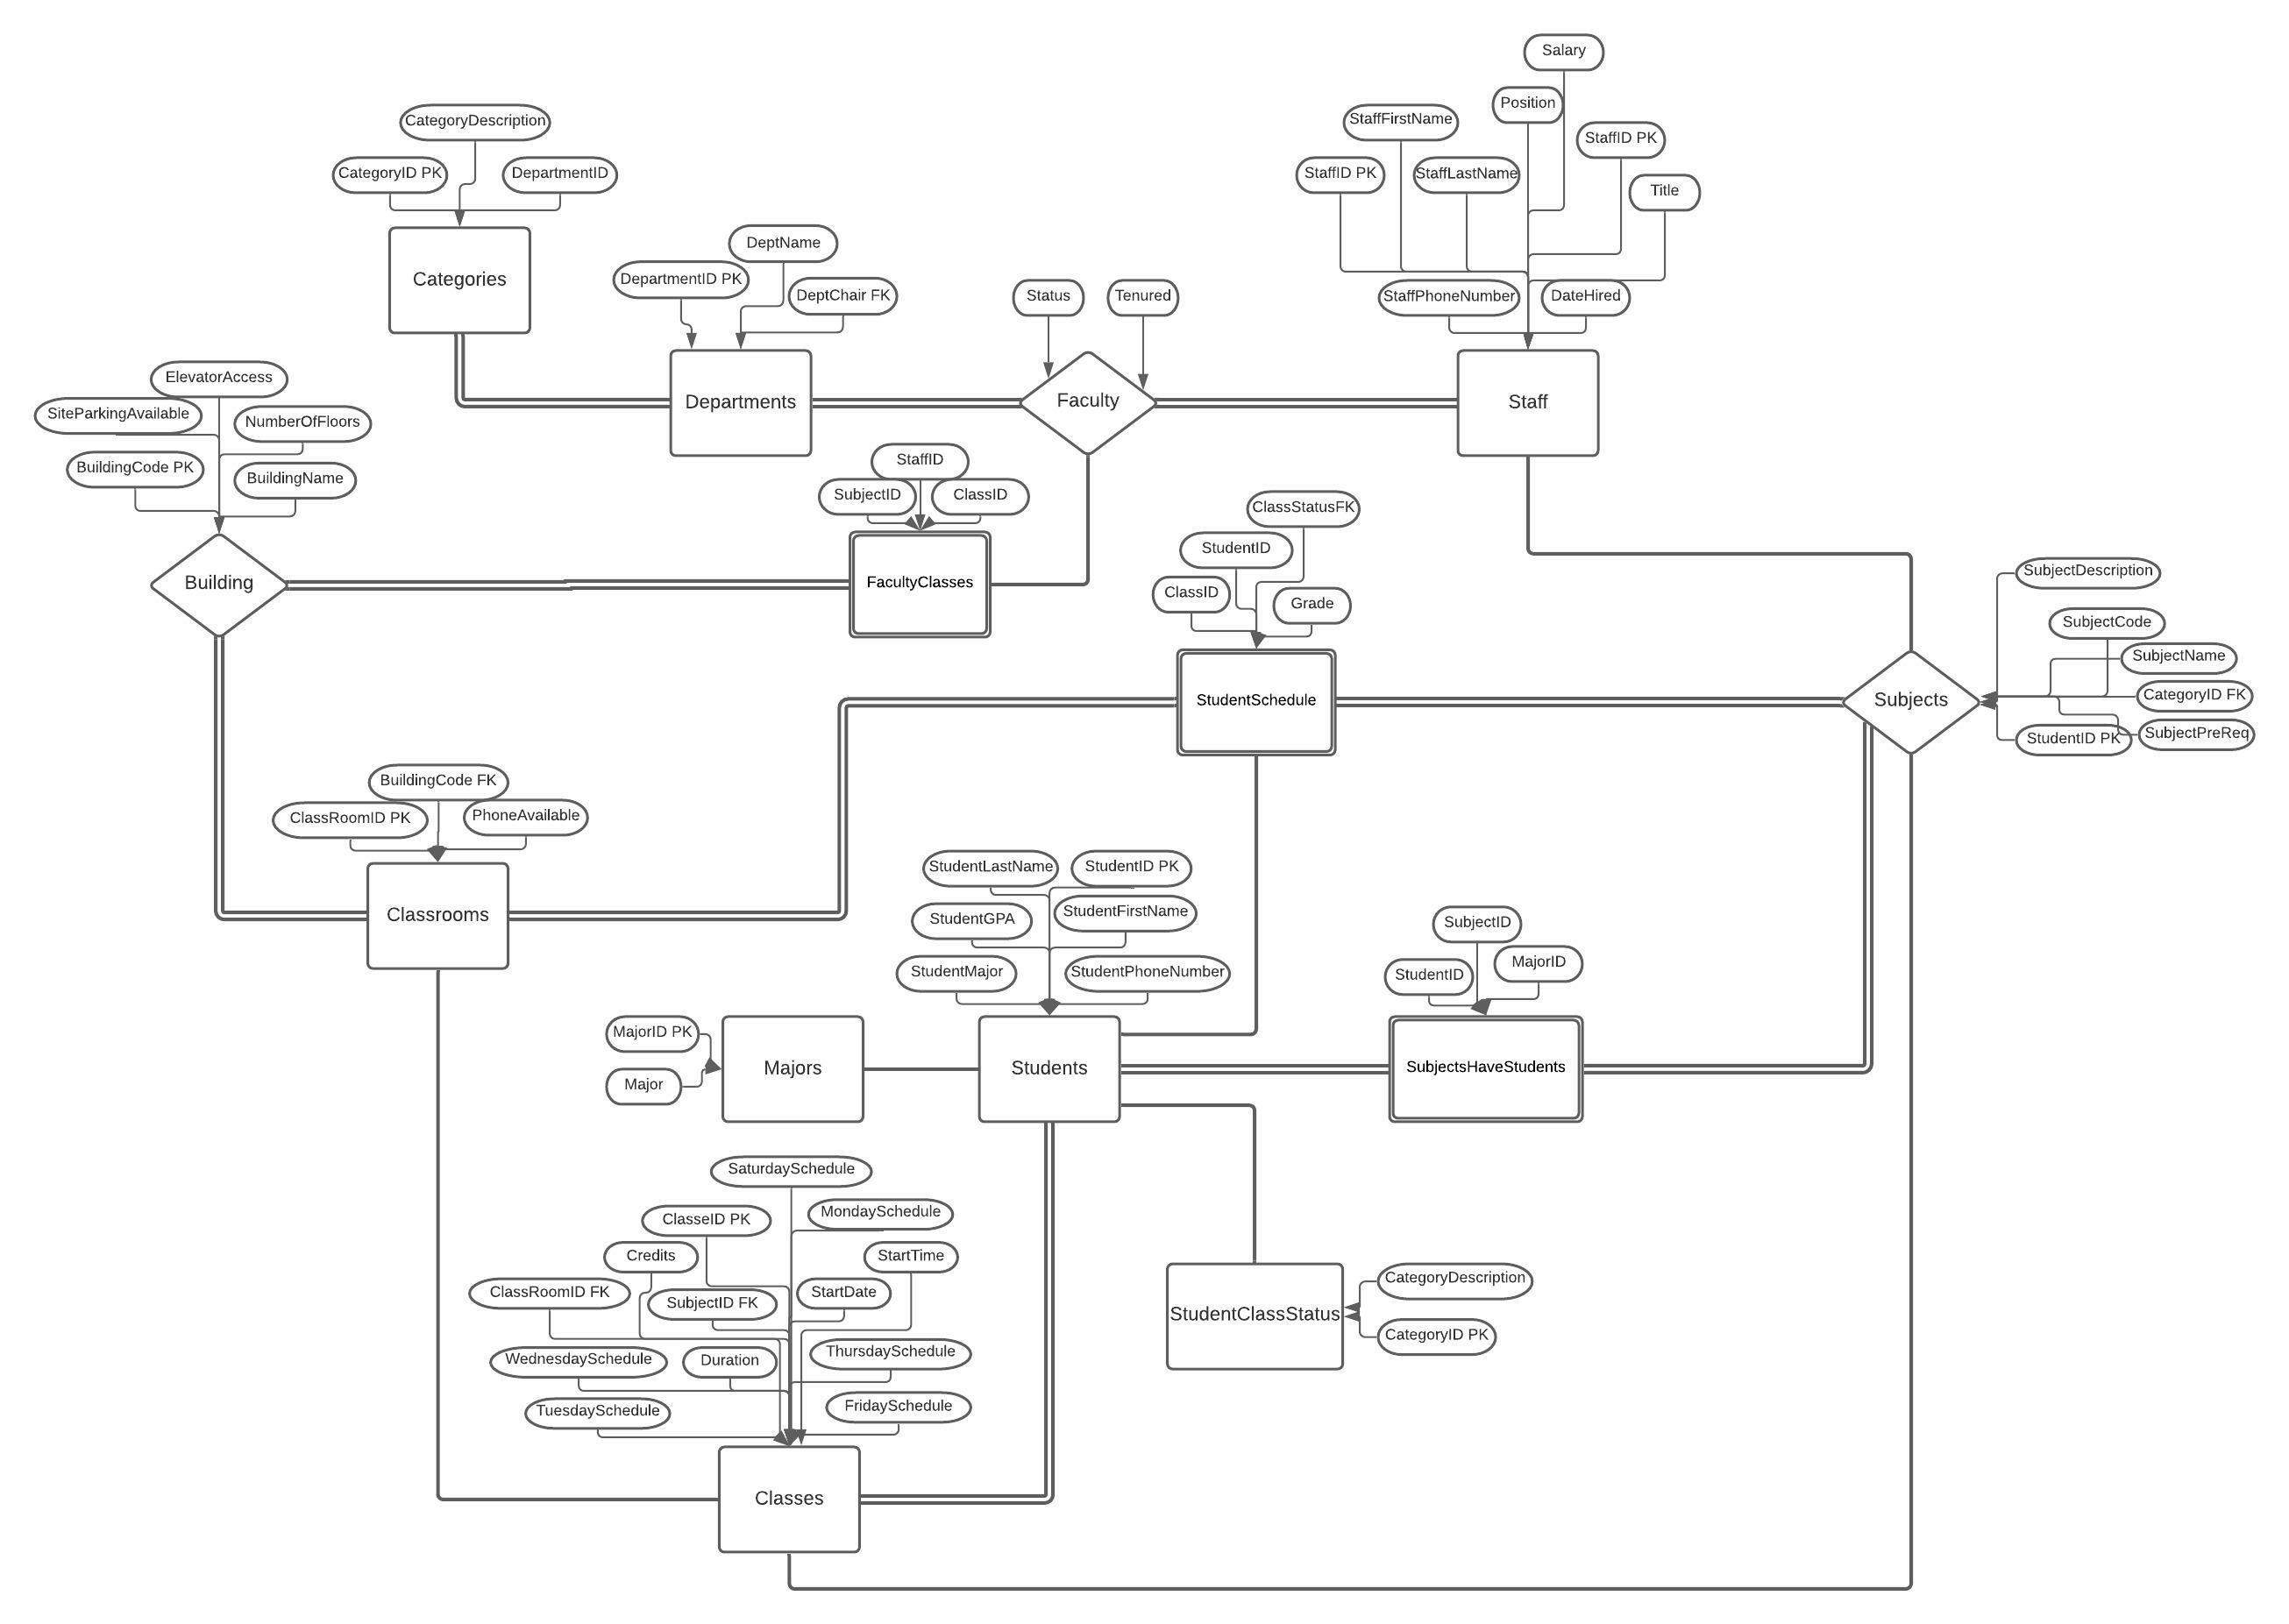 Salary
Position
StaffFirstName
StaffID PK
StaffID PK
StaffLastName
Title
StaffPhoneNumber
DateHired
Staff
CategoryDescription
CategoryID PK
DepartmentID
Categories
DeptName
DepartmentID PK
DeptChair FK
Departments
Status
Tenured
Faculty
ElevatorAccess
SiteParkingAvailable
NumberOfFloors
BuildingCode PK
BuildingName
Building
StaffID
SubjectID
ClassID
FacultyClasses
ClassStatusFK
StudentID
ClassID
Grade
StudentSchedule
SubjectDescription
SubjectCode
SubjectName
CategoryID FK
SubjectPreReq
StudentID PK
Subjects
BuildingCode FK
ClassRoomID PK
PhoneAvailable
Classrooms
StudentLastName
StudentID PK
StudentGPA
StudentFirstName
StudentMajor
StudentPhoneNumber
Students
SubjectID
StudentID
MajorID
SubjectsHaveStudents
MajorID PK
Major
Majors
SaturdaySchedule
ClasseID PK
MondaySchedule
Credits
StartTime
ClassRoomID FK
SubjectID FK
StartDate
WednesdaySchedule
Duration
ThursdaySchedule
TuesdaySchedule
FridaySchedule
Classes
CategoryDescription
StudentClassStatus
CategoryID PK